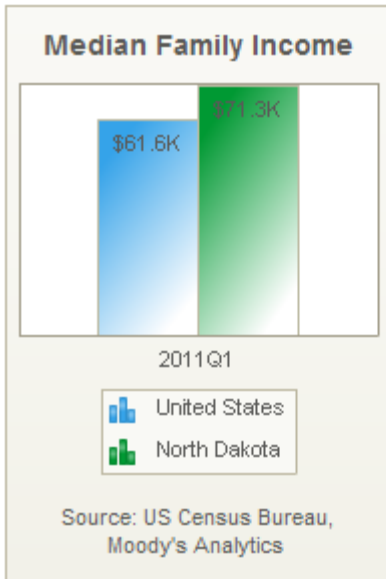 Median Family Income
$61.6K
$71.3K
2011Q1
United States
North Dakota
Source: US Census Bureau,
Moody's Analytics